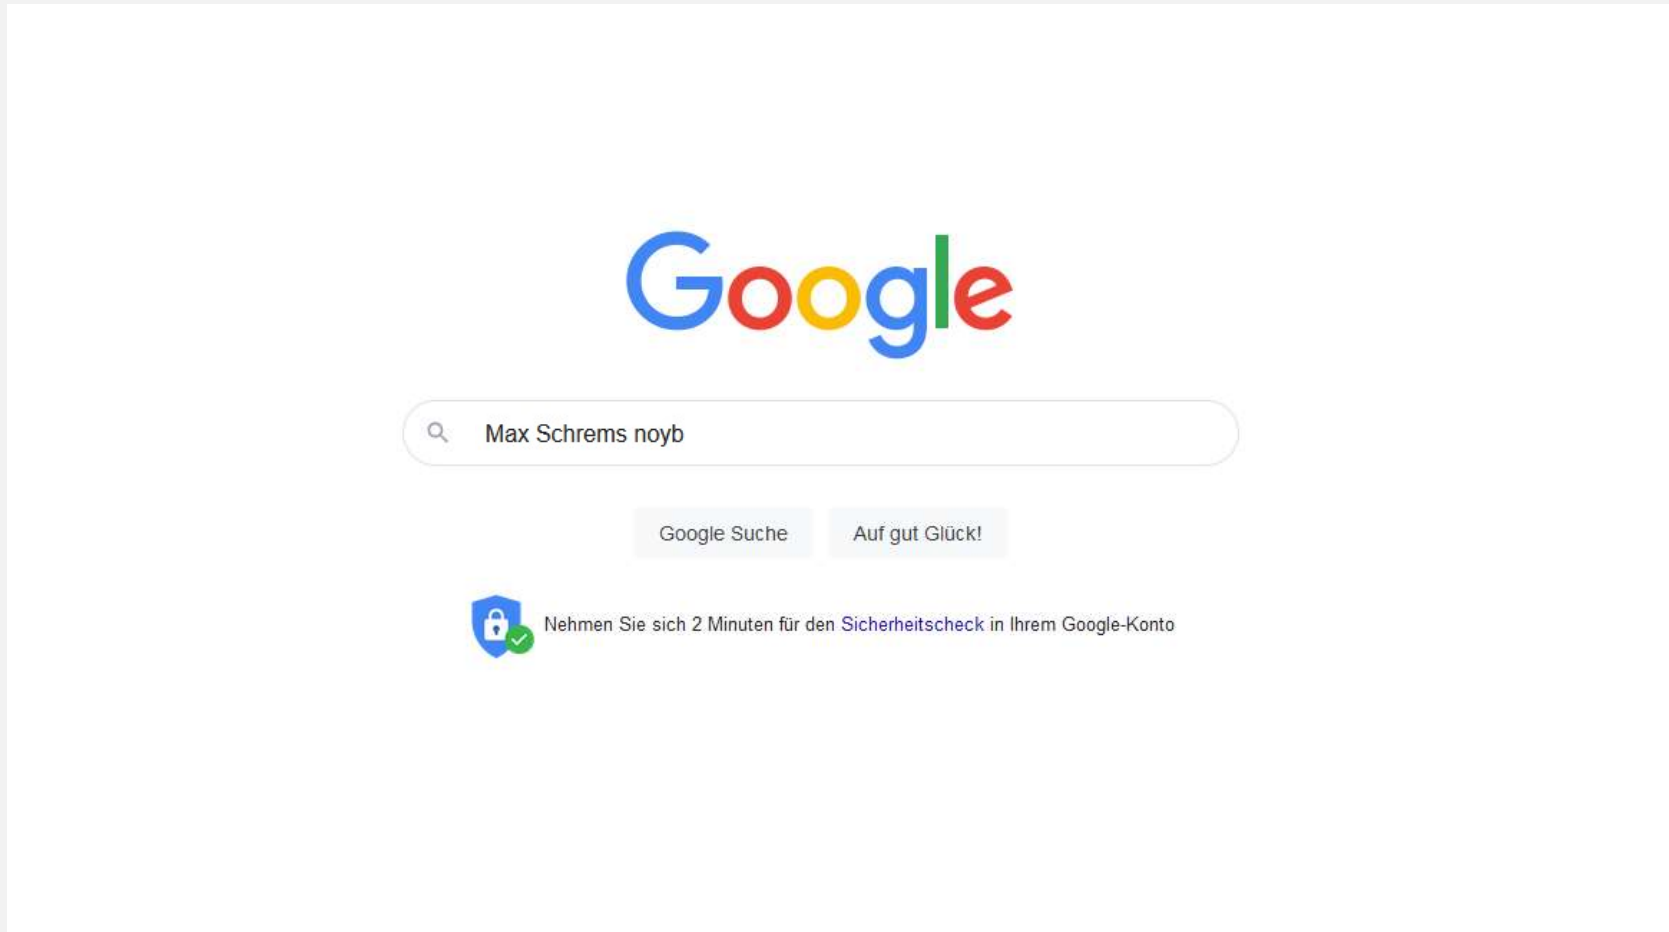 Google
Max Schrems noyb
Google Suche
Auf gut Glück!
Nehmen Sie sich 2 Minuten für den Sicherheitscheck in Ihrem Google-Konto